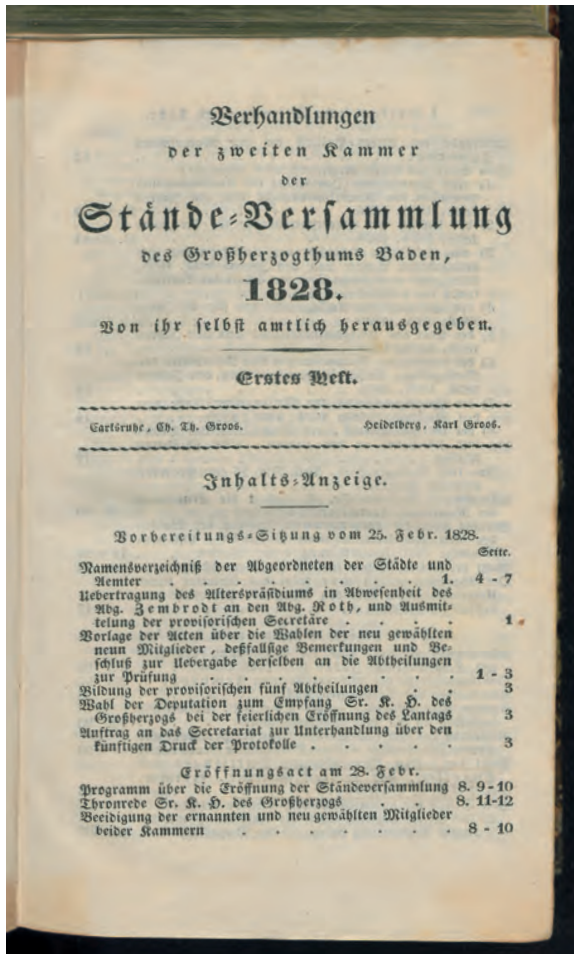 Verhandlungen
der zweiten Kammer
der
Stände-Versammlung
des Großherzogthums Baden,
1828.
Von ihr selbst amtlich herausgegeben.
Erstes Heft.
Carlsruhe, Ch. Th. Groos. Heidelberg, Karl Groos.
Inhalts-Anzeige.
Vorbereitungs-Sitzung vom 25. Febr. 1828.
Seite.
Namensverzeichniß der Abgeordneten der Städte und
Aemter . . . . . . . 1. 4 - 7
Uebertragung des Alterspräsidiums in Abwesenheit des
Abg. Zembrodt an den Abg. Roth, und Ausmit-
telung der provisorischen Secretäre . . . . 1
Vorlage der Acten über die Wahlen der neu gewählten
neun Mitglieder, deßfallsige Bemerkungen und Be-
schluß zur Uebergabe derselben an die Abtheilungen
zur Prüfung . . . . . . . 1 - 3
Bildung der provisorischen fünf Abtheilungen . . 3
Wahl der Deputation zum Empfang Sr. K. H. des
Großherzogs bei der feierlichen Eröffnung des Lantags 3
Auftrag an das Secretariat zur Unterhandlung über den
künftigen Druck der Protokolle . . . . . 3
Eröffnungsact am 28. Febr.
Programm über die Eröffnung der Ständeversammlung 8. 9-10
Thronrede Sr. K. H. des Großherzogs . . 8. 11-12
Beeidigung der ernannten und neu gewählten Mitglieder
beider Kammern . . . . . . . 8 - 10